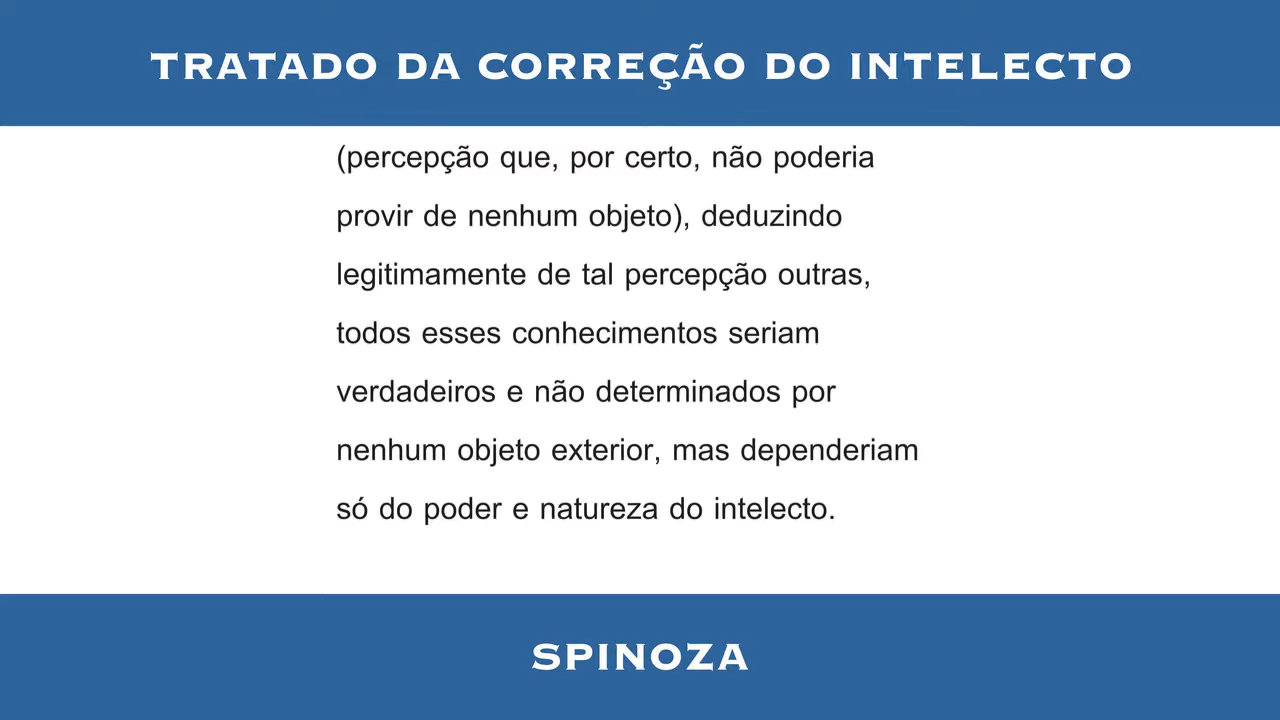 TRATADO DA CORREÇÃO DO INTELECTO
(percepção que, por certo, não poderia
provir de nenhum objeto), deduzindo
legitimamente de tal percepção outras,
todos esses conhecimentos seriam
verdadeiros e não determinados por
nenhum objeto exterior, mas dependeriam
só do poder e natureza do intelecto.
SPINOZA